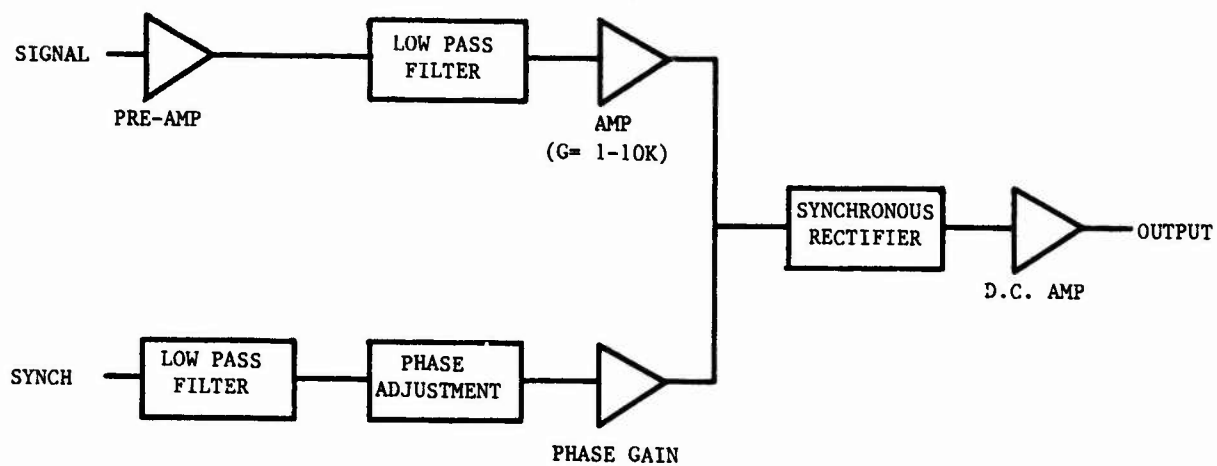 SIGNAL
PRE-AMP
LOW PASS
FILTER
AMP
(G= 1-10K)
SYNCHRONOUS
RECTIFIER
D.C. AMP
OUTPUT
SYNCH
LOW PASS
FILTER
PHASE
ADJUSTMENT
PHASE GAIN